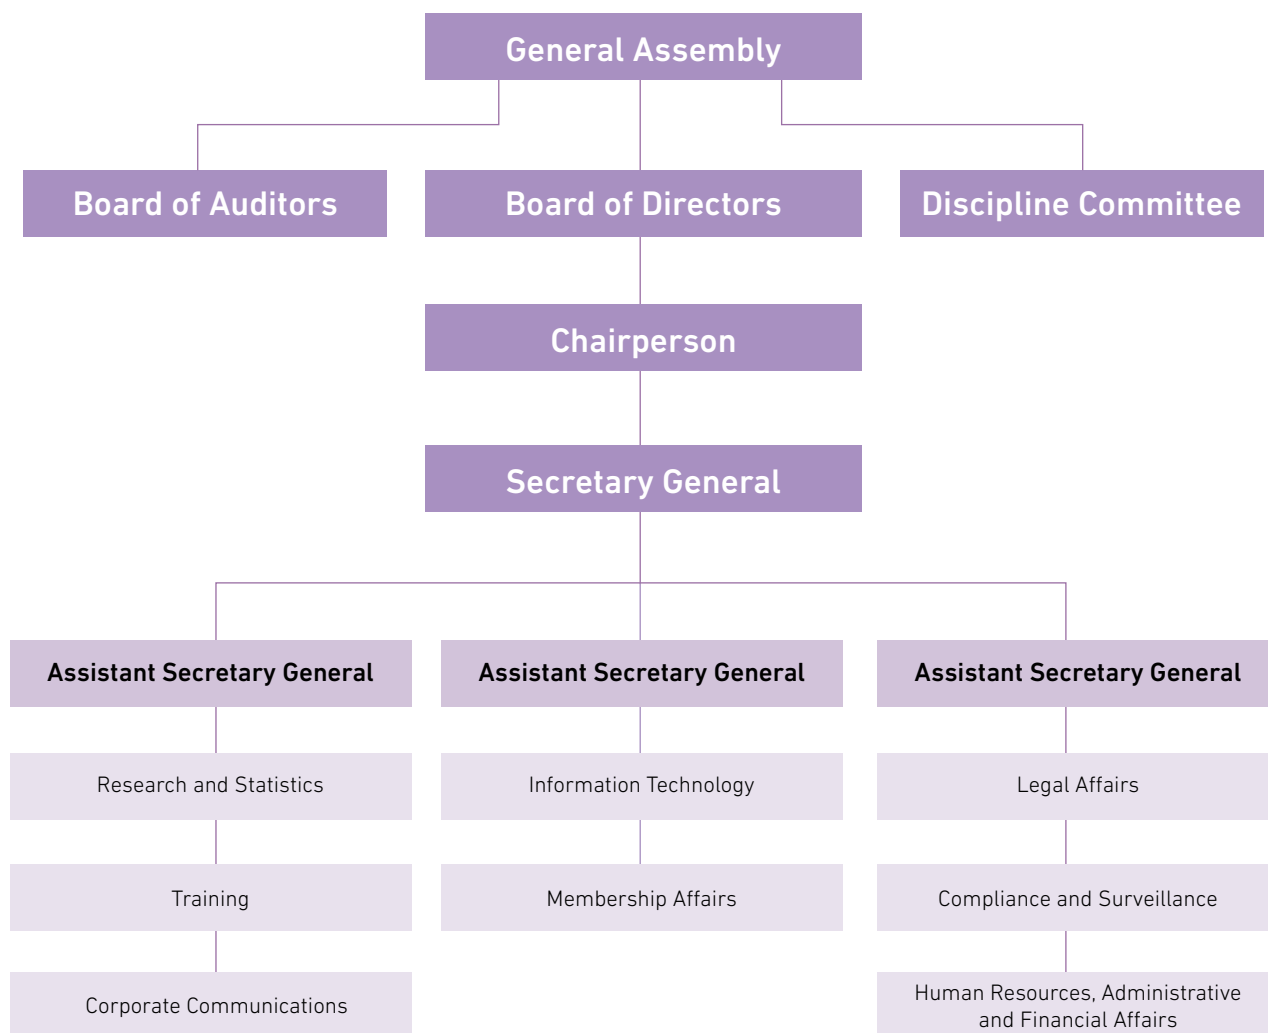 General Assembly
Board of Auditors
Board of Directors
Discipline Committee
Chairperson
Secretary General
Assistant Secretary General
Assistant Secretary General
Assistant Secretary General
Research and Statistics
Information Technology
Legal Affairs
Training
Membership Affairs
Compliance and Surveillance
Corporate Communications
Human Resources, Administrative
and Financial Affairs